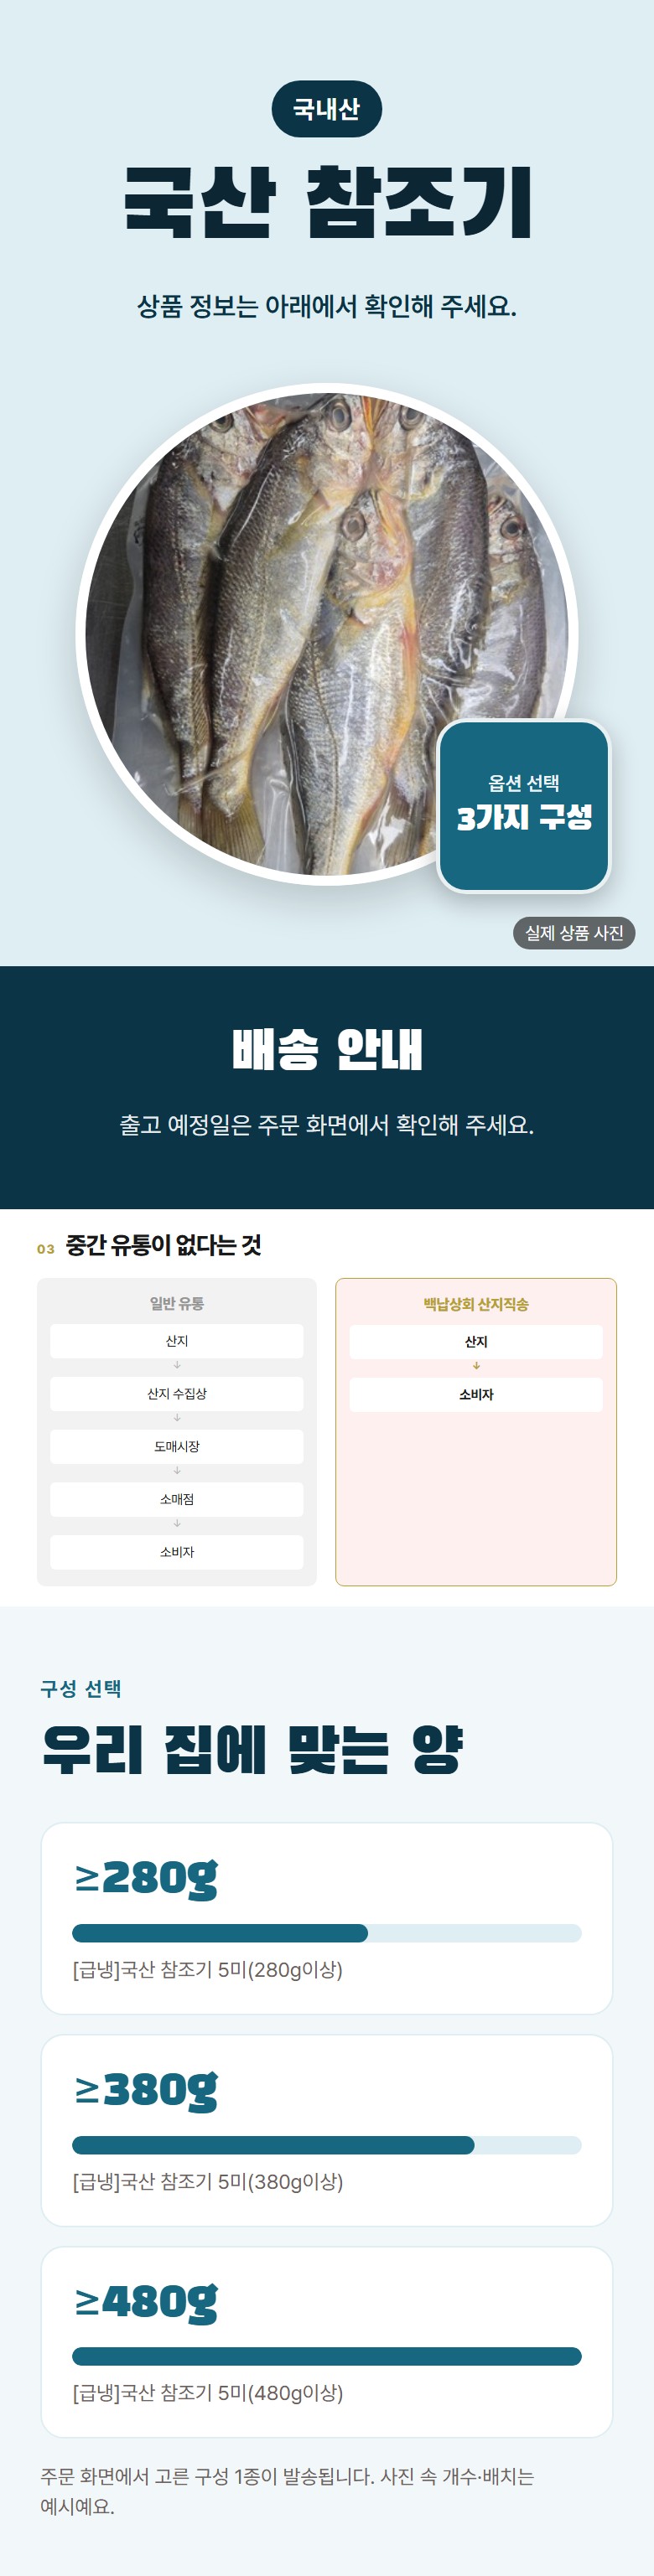 국내산
국산 참조기
상품 정보는 아래에서 확인해 주세요.
옵션 선택
3가지 구성
실제 상품 사진
배송 안내
출고 예정일은 주문 화면에서 확인해 주세요.
03 중간 유통이 없다는 것
일반 유통
산지
↓
산지 수집상
↓
도매시장
↓
소매점
↓
소비자
백납상회 산지직송
산지
↓
소비자
구성 선택
우리 집에 맞는 양
≥280g
[급냉]국산 참조기 5미(280g이상)
≥380g
[급냉]국산 참조기 5미(380g이상)
≥480g
[급냉]국산 참조기 5미(480g이상)
주문 화면에서 고른 구성 1종이 발송됩니다. 사진 속 개수·배치는
예시예요.